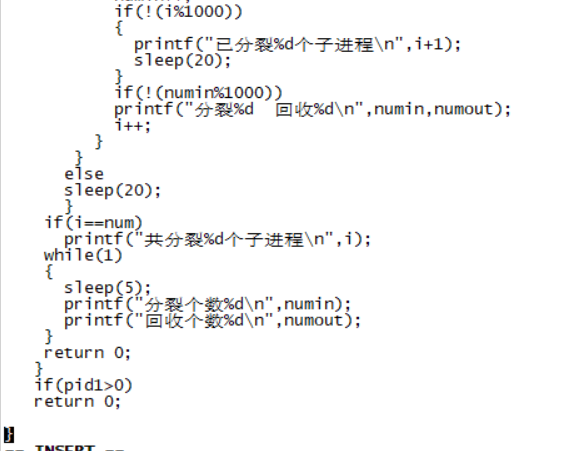 if(!(i%1000))
{
printf("已分裂%d个子进程\n",i+1);
sleep(20);
}
if(!(numin%1000))
printf("分裂%d  回收%d\n",numin,numout);
i++;
}
}
else
sleep(20);
}
if(i==num)
printf("共分裂%d个子进程\n",i);
while(1)
{
sleep(5);
printf("分裂个数%d\n",numin);
printf("回收个数%d\n",numout);
}
return 0;
}
if(pid1>0)
return 0;
}
-- INSERT --